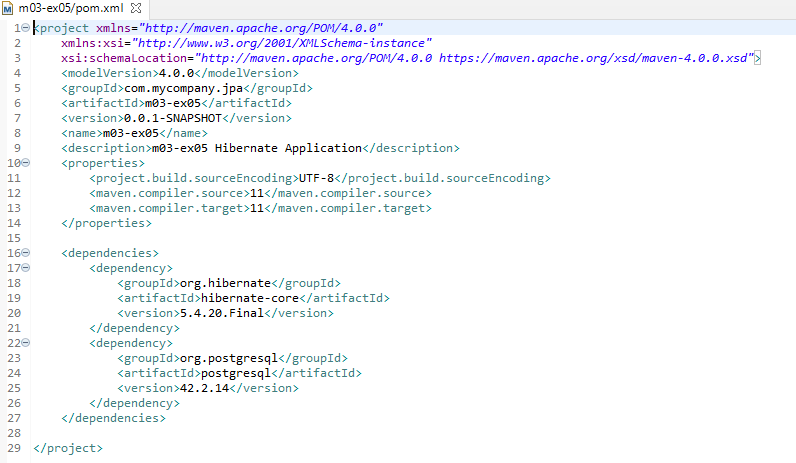 m03-ex05/pom.xml
1 <project xmlns="http://maven.apache.org/POM/4.0.0"
2 xmlns:xsi="http://www.w3.org/2001/XMLSchema-instance"
3 xsi:schemaLocation="http://maven.apache.org/POM/4.0.0 https://maven.apache.org/xsd/maven-4.0.0.xsd">
4 <modelVersion>4.0.0</modelVersion>
5 <groupId>com.mycompany.jpa</groupId>
6 <artifactId>m03-ex05</artifactId>
7 <version>0.0.1-SNAPSHOT</version>
8 <name>m03-ex05</name>
9 <description>m03-ex05 Hibernate Application</description>
10 <properties>
11 <project.build.sourceEncoding>UTF-8</project.build.sourceEncoding>
12 <maven.compiler.source>11</maven.compiler.source>
13 <maven.compiler.target>11</maven.compiler.target>
14 </properties>
15
16 <dependencies>
17 <dependency>
18 <groupId>org.hibernate</groupId>
19 <artifactId>hibernate-core</artifactId>
20 <version>5.4.20.Final</version>
21 </dependency>
22 <dependency>
23 <groupId>org.postgresql</groupId>
24 <artifactId>postgresql</artifactId>
25 <version>42.2.14</version>
26 </dependency>
27 </dependencies>
28
29 </project>